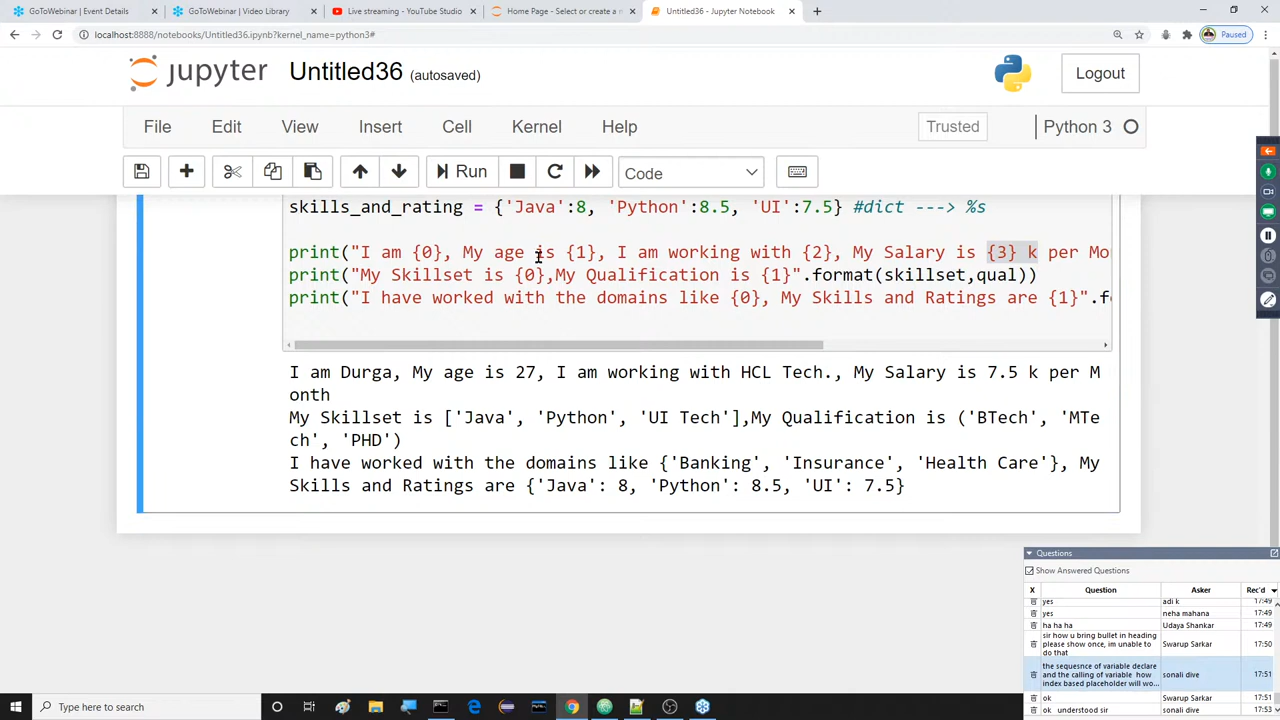 GoToWebinar | Event Details
GoToWebinar | Video Library
Live streaming - YouTube Studio
Home Page - Select or create a n
Untitled36 - Jupyter Notebook
localhost:8888/notebooks/Untitled36.ipynb?kernel_name=python3#
Paused
jupyter Untitled36 (autosaved)
Logout
File Edit View Insert Cell Kernel Help
Trusted
Python 3
Run
Code
skills_and_rating = {'Java':8, 'Python':8.5, 'UI':7.5} #dict ---> %s
print("I am {0}, My age is {1}, I am working with {2}, My Salary is {3} k per Mo
print("My Skillset is {0},My Qualification is {1}".format(skillset,qual))
print("I have worked with the domains like {0}, My Skills and Ratings are {1}".fo
I am Durga, My age is 27, I am working with HCL Tech., My Salary is 7.5 k per M
onth
My Skillset is ['Java', 'Python', 'UI Tech'],My Qualification is ('BTech', 'MTe
ch', 'PHD')
I have worked with the domains like {'Banking', 'Insurance', 'Health Care'}, My
Skills and Ratings are {'Java': 8, 'Python': 8.5, 'UI': 7.5}
Questions
Show Answered Questions
X Question Asker Rec'd
yes adi k 17:49
yes neha mahana 17:49
ha ha ha Udaya Shankar 17:49
sir how u bring bullet in heading
please show once, im unable to
do that
Swarup Sarkar 17:50
the sequesnce of variable declare
and the calling of variable how
index based placeholder will wo...
sonali dive 17:51
ok Swarup Sarkar 17:51
ok understood sir sonali dive 17:53
Type here to search